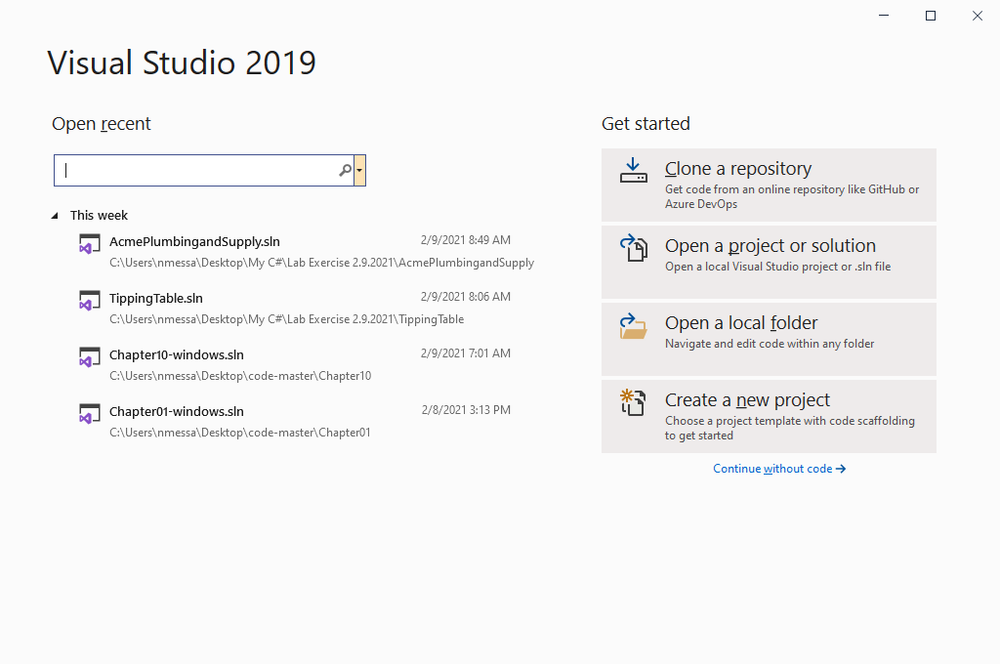 Visual Studio 2019
Open recent
This week
AcmePlumbingandSupply.sln 2/9/2021 8:49 AM
C:\Users\nmessa\Desktop\My C#\Lab Exercise 2.9.2021\AcmePlumbingandSupply
TippingTable.sln 2/9/2021 8:06 AM
C:\Users\nmessa\Desktop\My C#\Lab Exercise 2.9.2021\TippingTable
Chapter10-windows.sln 2/9/2021 7:01 AM
C:\Users\nmessa\Desktop\code-master\Chapter10
Chapter01-windows.sln 2/8/2021 3:13 PM
C:\Users\nmessa\Desktop\code-master\Chapter01
Get started
Clone a repository
Get code from an online repository like GitHub or
Azure DevOps
Open a project or solution
Open a local Visual Studio project or .sln file
Open a local folder
Navigate and edit code within any folder
Create a new project
Choose a project template with code scaffolding
to get started
Continue without code →